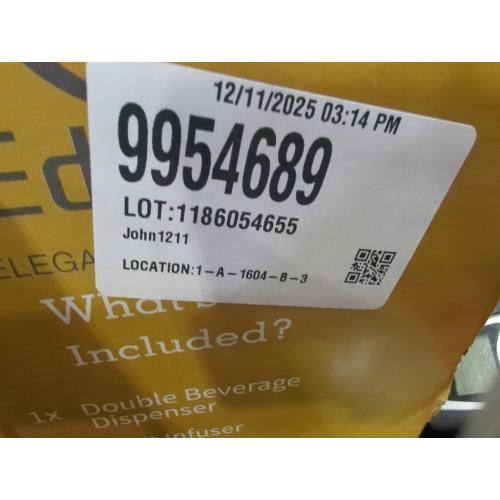 12/11/2025 03:14 PM
9954689
LOT:1186054655
John1211
LOCATION:1-A-1604-B-3
Ed
ELEGA
What's
Included?
1x Double Beverage
Dispenser
Infuser